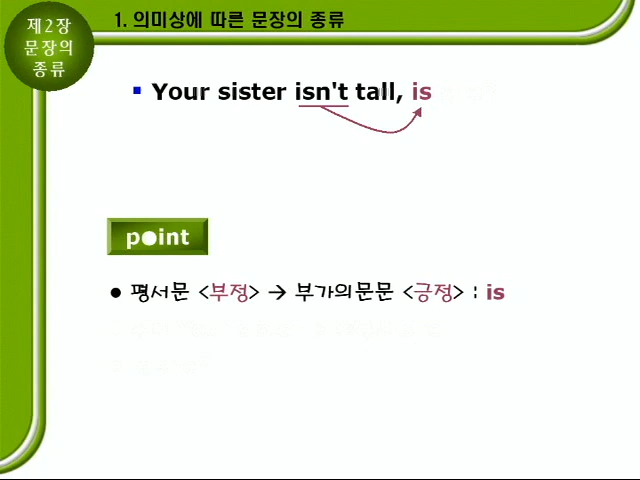 제2장
문장의
종류
1. 의미상에 따른 문장의 종류
Your sister isn't tall, is
point
평서문 <부정> → 부가의문문 <긍정> : is